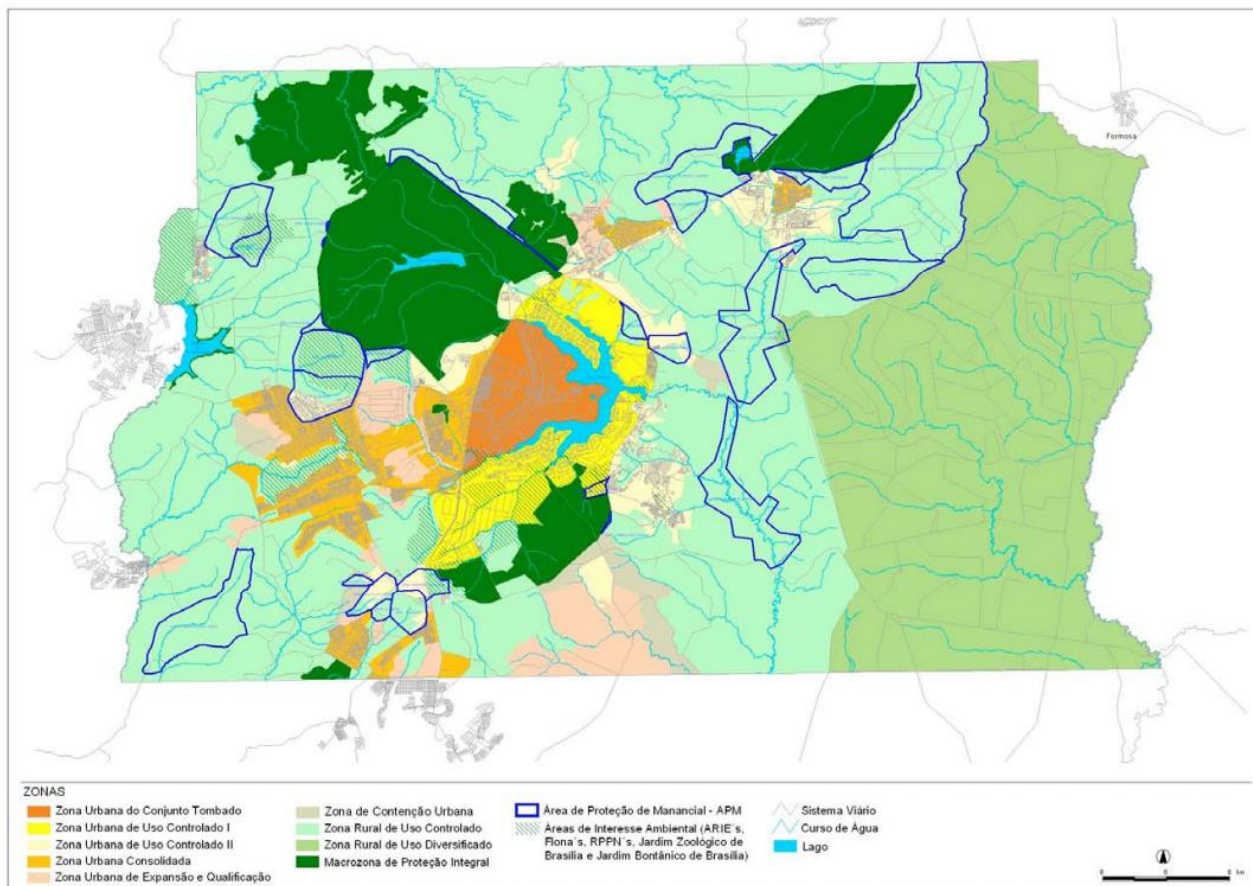 Formosa
ZONAS
Zona Urbana do Conjunto Tombado
Zona Urbana de Uso Controlado I
Zona Urbana de Uso Controlado II
Zona Urbana Consolidada
Zona Urbana de Expansão e Qualificação
Zona de Contenção Urbana
Zona Rural de Uso Controlado
Zona Rural de Uso Diversificado
Macrozona de Proteção Integral
Área de Proteção de Manancial - APM
Áreas de Interesse Ambiental (ARIE´s,
Flona´s, RPPN´s, Jardim Zoológico de
Brasília e Jardim Bontânico de Brasília)
Sistema Viário
Curso de Água
Lago